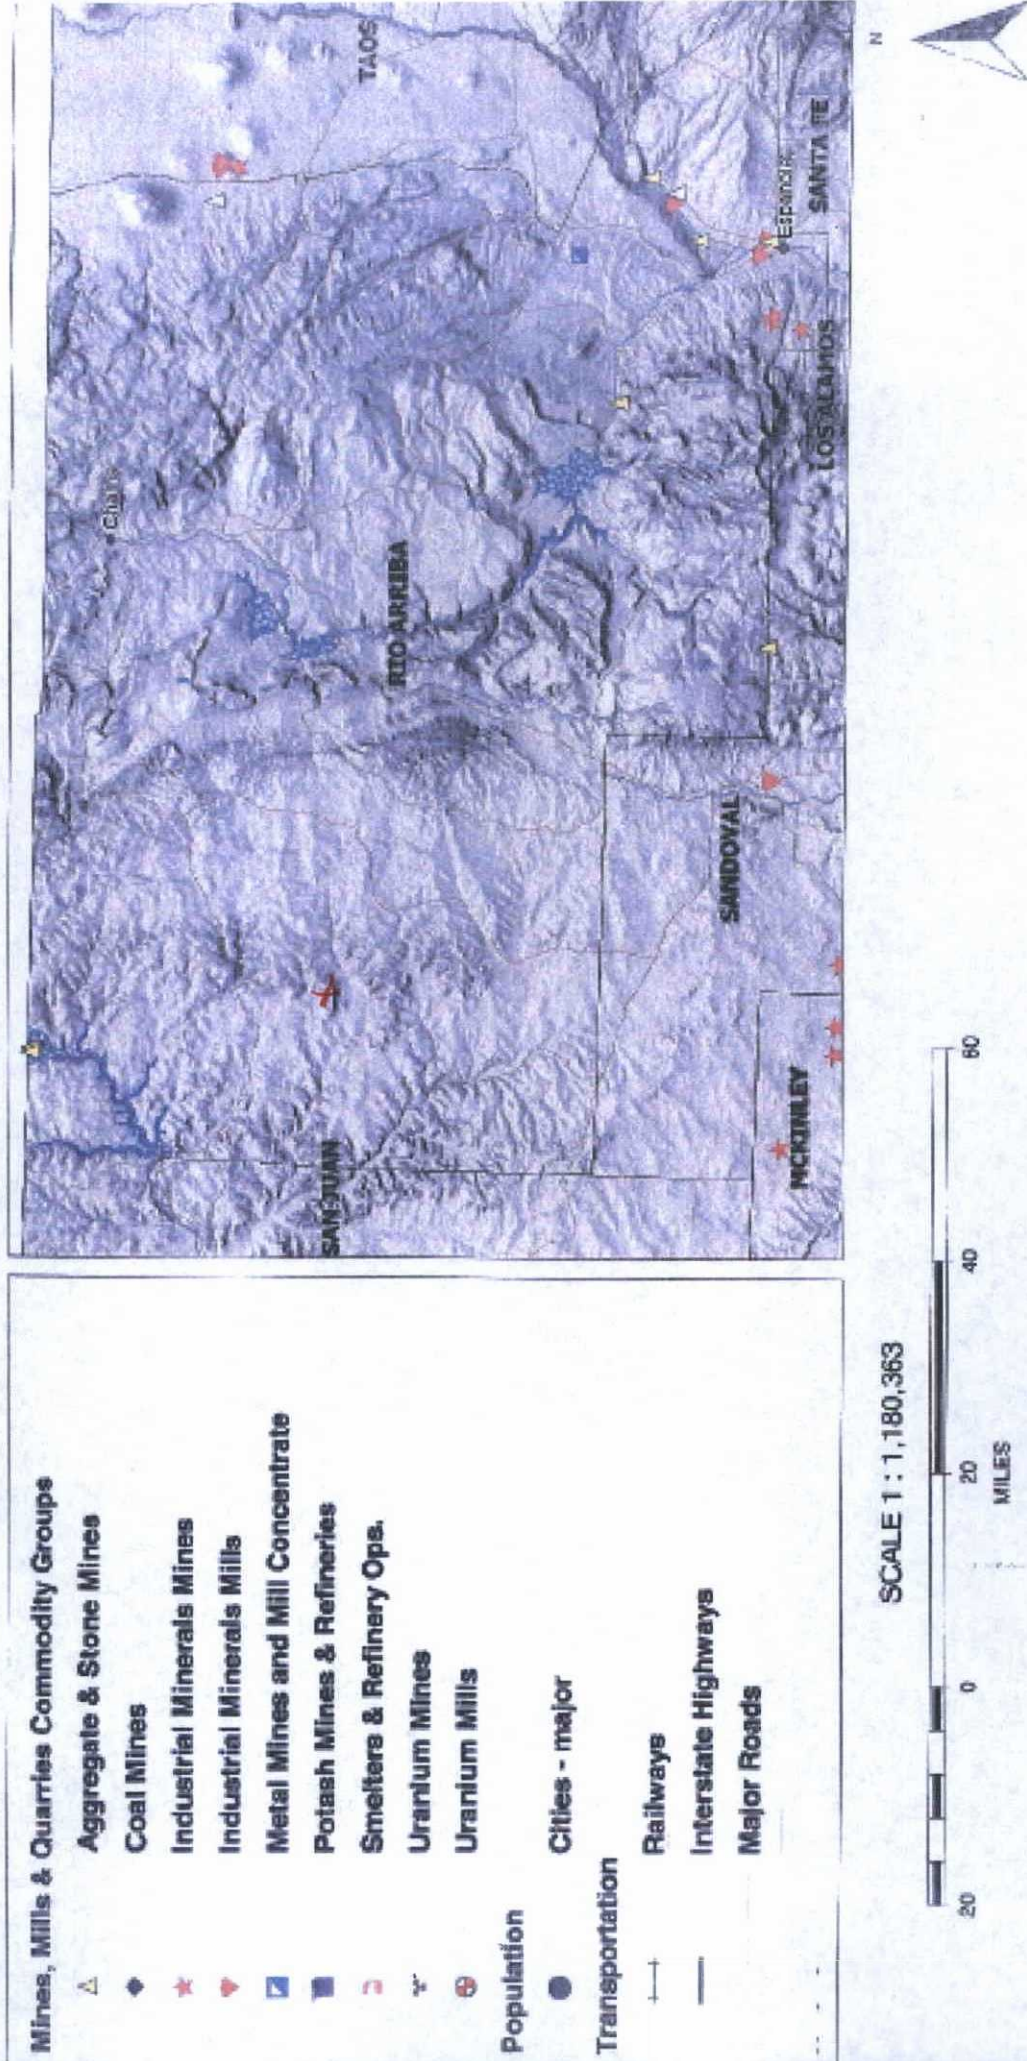 Mines, Mills & Quarries Commodity Groups
Aggregate & Stone Mines
Coal Mines
Industrial Minerals Mines
Industrial Minerals Mills
Metal Mines and Mill Concentrate
Potash Mines & Refineries
Smelters & Refinery Ops.
Uranium Mines
Uranium Mills
Population
Cities - major
Transportation
Railways
Interstate Highways
Major Roads
TAOS
RIO ARRIBA
SAN JUAN
Espanola
SANTA FE
LOS ALAMOS
SANDOVAL
MCKINLEY
N
SCALE 1 : 1,180,363
20 0 20 40 60
MILES